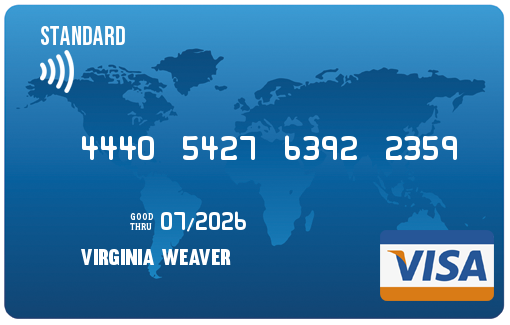 STANDARD
4440 5427 6392 2359
GOOD THRU 07/2026
VIRGINIA WEAVER
VISA